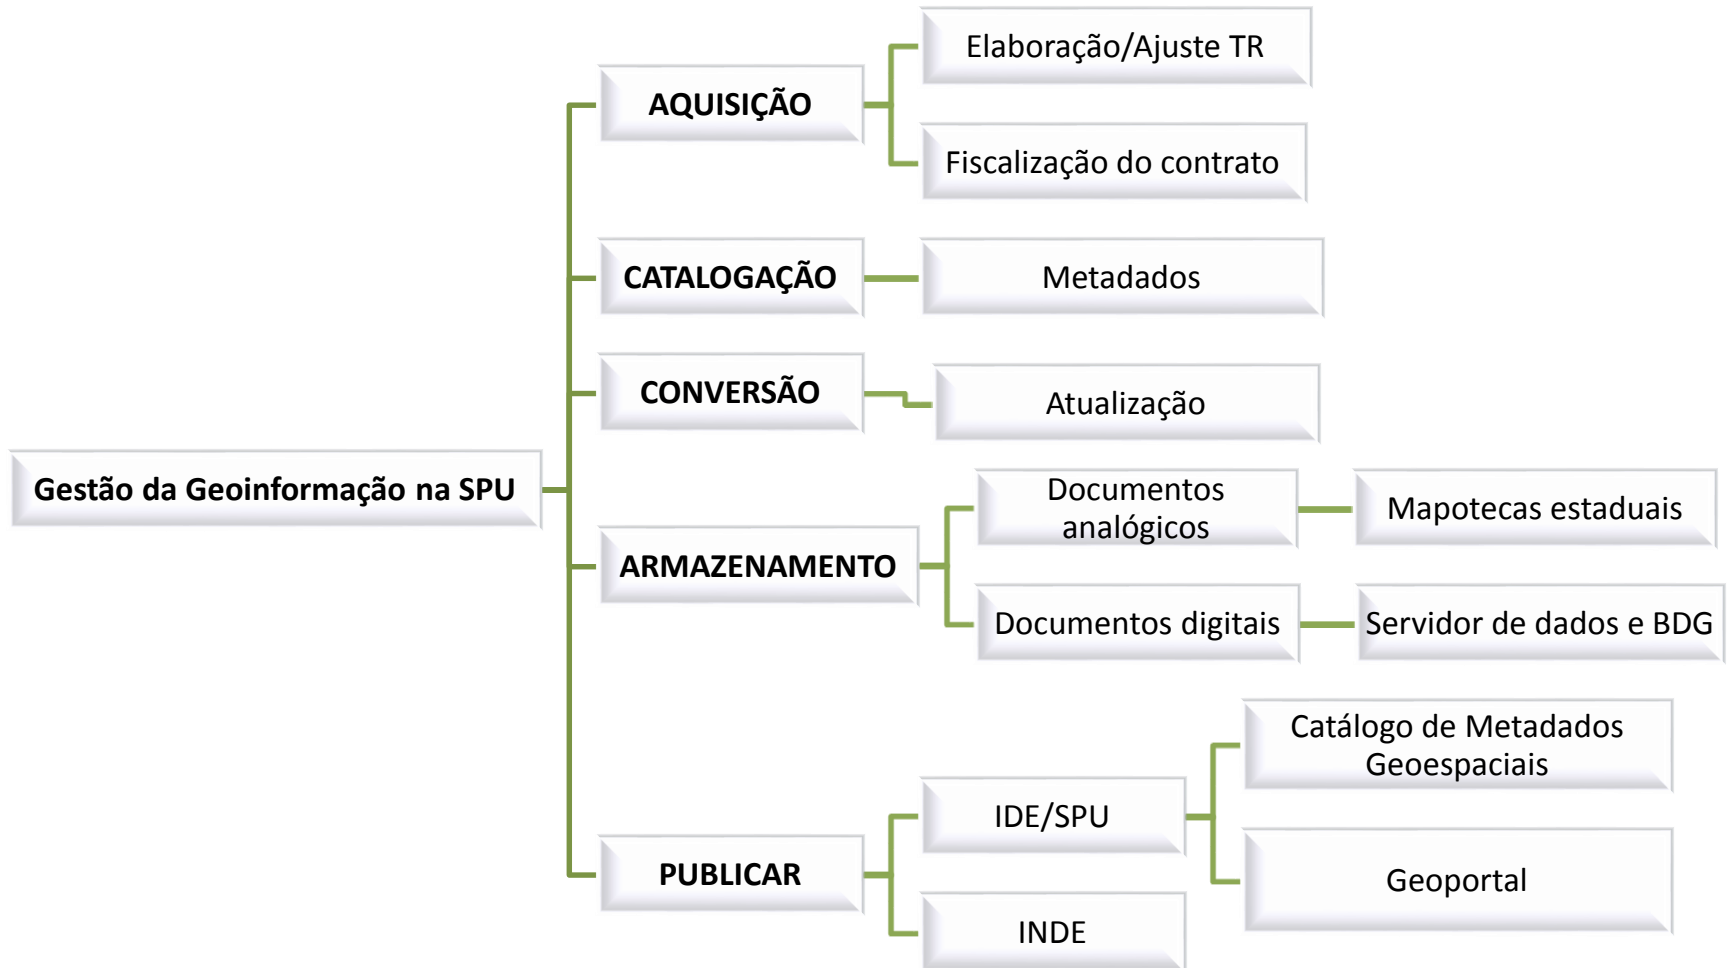 Gestão da Geoinformação na SPU
AQUISIÇÃO
Elaboração/Ajuste TR
Fiscalização do contrato
CATALOGAÇÃO
Metadados
CONVERSÃO
Atualização
ARMAZENAMENTO
Documentos
analógicos
Mapotecas estaduais
Documentos digitais
Servidor de dados e BDG
PUBLICAR
IDE/SPU
Catálogo de Metadados
Geoespaciais
Geoportal
INDE